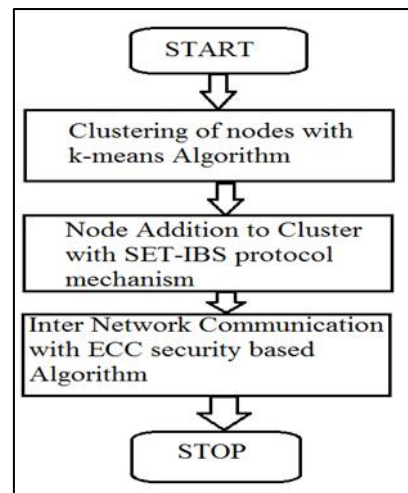 START
Clustering of nodes with
k-means Algorithm
Node Addition to Cluster
with SET-IBS protocol
mechanism
Inter Network Communication
with ECC security based
Algorithm
STOP